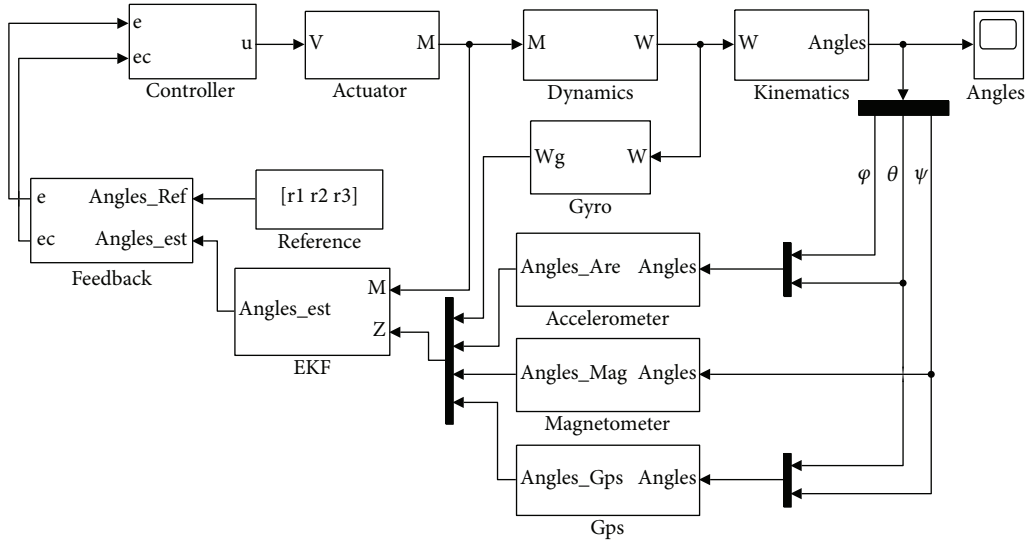 e
ec
u
Controller
V
M
Actuator
M
W
Dynamics
W
Angles
Kinematics
Angles
Wg
W
Gyro
φ
θ
ψ
e
Angles_Ref
ec
Angles_est
Feedback
[r1 r2 r3]
Reference
Angles_est
M
Z
EKF
Angles_Are
Angles
Accelerometer
Angles_Mag
Angles
Magnetometer
Angles_Gps
Angles
Gps